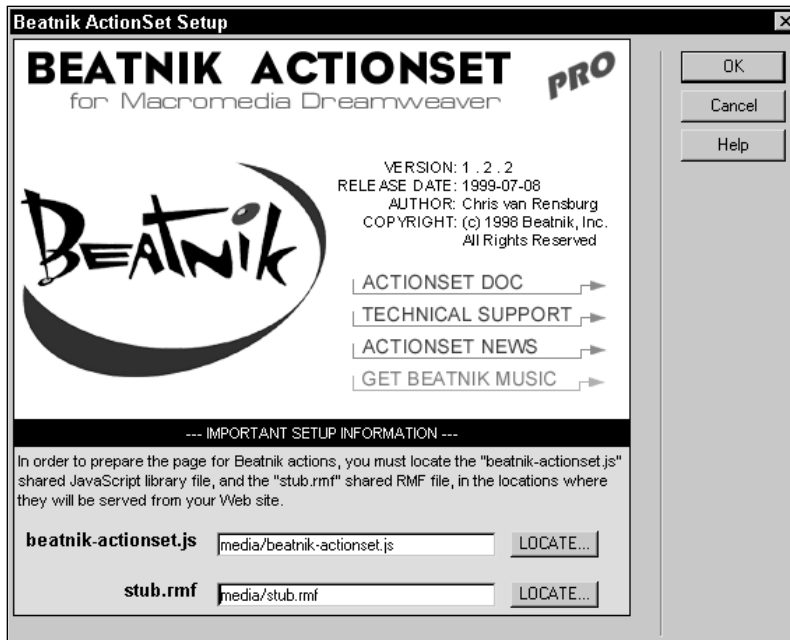 Beatnik ActionSet Setup
BEATNIK ACTIONSET PRO
for Macromedia Dreamweaver
OK
Cancel
Help
BEATNIK
VERSION: 1 . 2 . 2
RELEASE DATE: 1999-07-08
AUTHOR: Chris van Rensburg
COPYRIGHT: (c) 1998 Beatnik, Inc.
All Rights Reserved
ACTIONSET DOC
TECHNICAL SUPPORT
ACTIONSET NEWS
GET BEATNIK MUSIC
--- IMPORTANT SETUP INFORMATION ---
In order to prepare the page for Beatnik actions, you must locate the "beatnik-actionset.js"
shared JavaScript library file, and the "stub.rmf" shared RMF file, in the locations where
they will be served from your Web site.
beatnik-actionset.js media/beatnik-actionset.js LOCATE...
stub.rmf media/stub.rmf LOCATE...